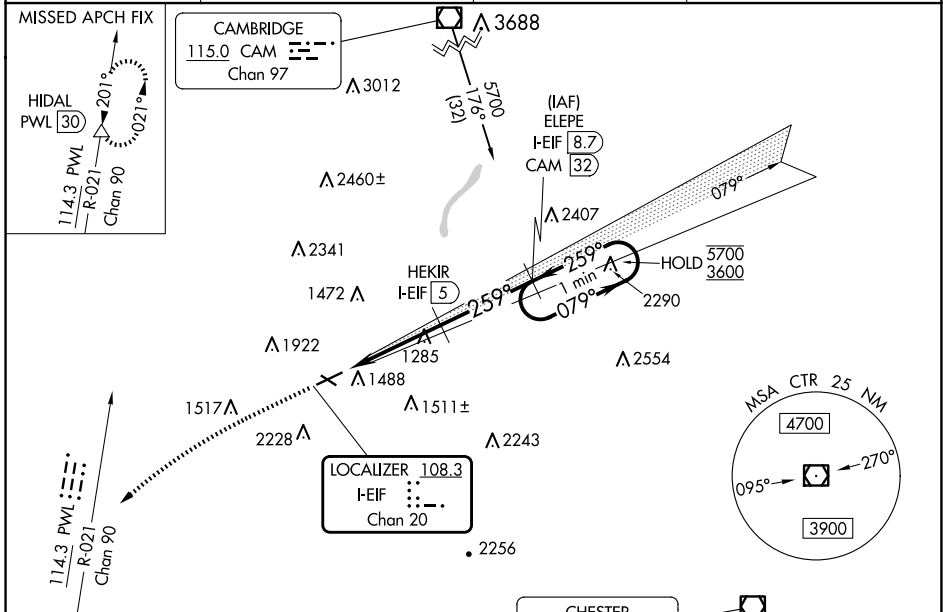 MISSED APCH FIX
HIDAL
PWL 30
201°
021°
114.3 PWL
R-021
Chan 90
CAMBRIDGE
115.0 CAM
Chan 97
3688
3012
5700
176°
(32)
(IAF)
ELEPE
I-EIF 8.7
CAM 32
2460±
2407
079°
2341
HEKIR
I-EIF 5
259°
259°
1 min
079°
HOLD 5700
3600
2290
1472
1922
1285
2554
1488
1517
1511±
2228
2243
LOCALIZER 108.3
I-EIF
Chan 20
MSA CTR 25 NM
4700
095°
270°
3900
114.3 PWL
R-021
Chan 90
2256
CHESTER